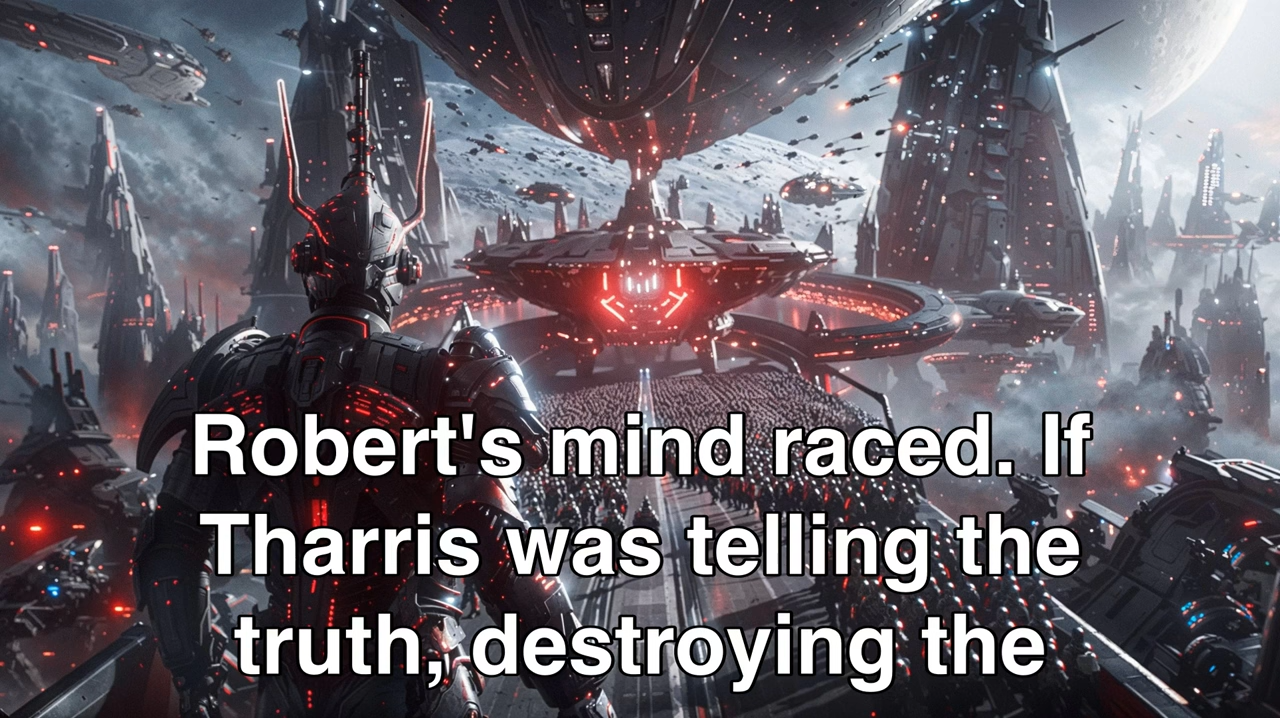 Robert's mind raced. If
Tharris was telling the
truth, destroying the